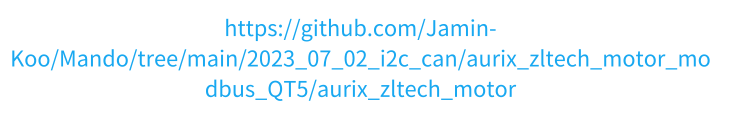 https://github.com/Jamin-
Koo/Mando/tree/main/2023_07_02_i2c_can/aurix_zltech_motor_mo
dbus_QT5/aurix_zltech_motor